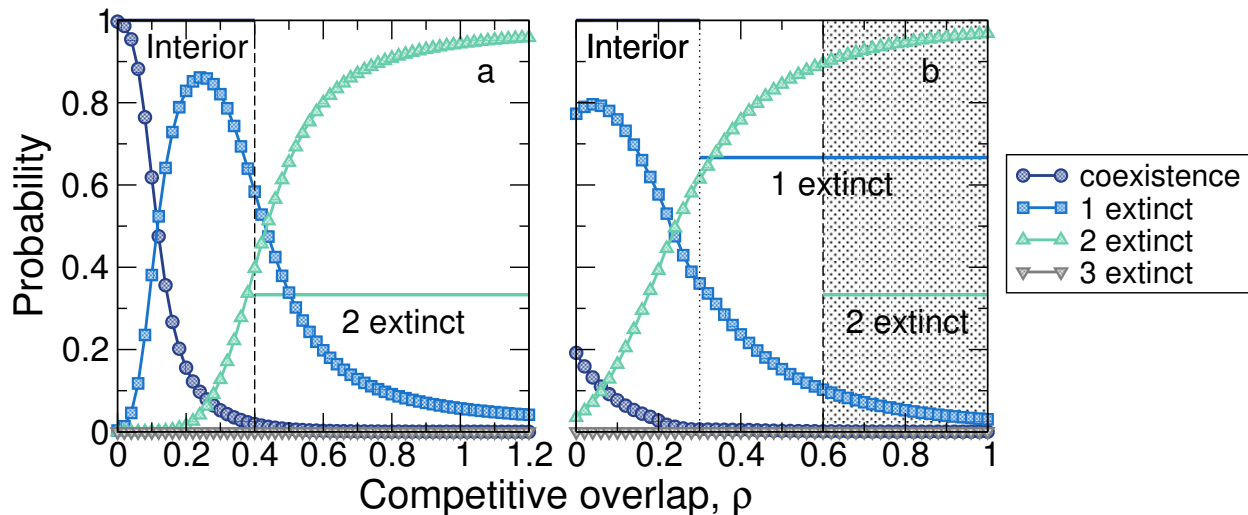 1
0.8
0.6
0.4
0.2
0
Probability
Interior
a
2 extinct
0 0.2 0.4 0.6 0.8 1.0 1.2
Interior
b
1 extinct
2 extinct
0 0.2 0.4 0.6 0.8 1
Competitive overlap, ρ
coexistence
1 extinct
2 extinct
3 extinct